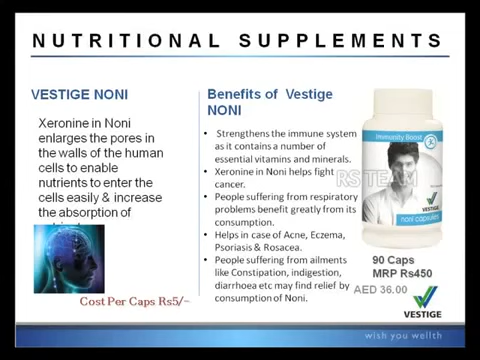 NUTRITIONAL SUPPLEMENTS
VESTIGE NONI
Xeronine in Noni
enlarges the pores in
the walls of the human
cells to enable
nutrients to enter the
cells easily & increase
the absorption of
Cost Per Caps Rs5/-
Benefits of Vestige
NONI
• Strengthens the immune system
as it contains a number of
essential vitamins and minerals.
• Xeronine in Noni helps fight
cancer.
• People suffering from respiratory
problems benefit greatly from its
consumption.
• Helps in case of Acne, Eczema,
Psoriasis & Rosacea.
• People suffering from ailments
like Constipation, indigestion,
diarrhoea etc may find relief by
consumption of Noni.
Immunity Boost
RS TEAM
VESTIGE
noni capsules
90 Caps
MRP Rs450
AED 36.00
VESTIGE
wish you wellth